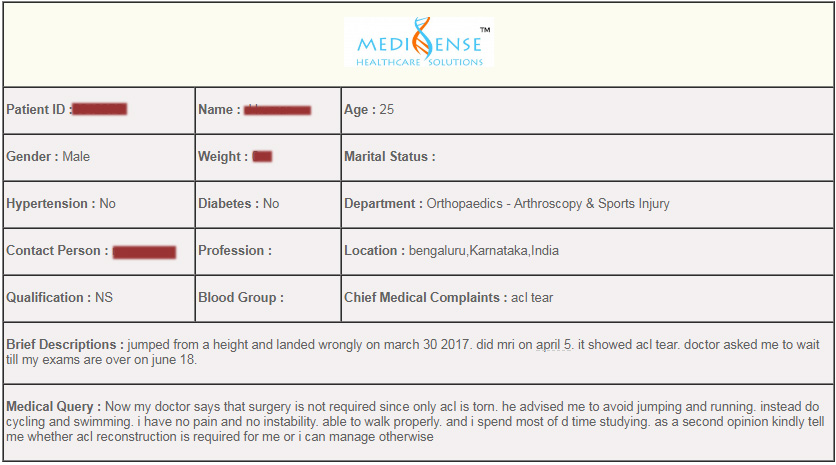 MEDISENSE™
HEALTHCARE SOLUTIONS
Patient ID :
Name :
Age : 25
Gender : Male
Weight :
Marital Status :
Hypertension : No
Diabetes : No
Department : Orthopaedics - Arthroscopy & Sports Injury
Contact Person :
Profession :
Location : bengaluru,Karnataka,India
Qualification : NS
Blood Group :
Chief Medical Complaints : acl tear
Brief Descriptions : jumped from a height and landed wrongly on march 30 2017. did mri on april 5. it showed acl tear. doctor asked me to wait
till my exams are over on june 18.
Medical Query : Now my doctor says that surgery is not required since only acl is torn. he advised me to avoid jumping and running. instead do
cycling and swimming. i have no pain and no instability. able to walk properly. and i spend most of d time studying. as a second opinion kindly tell
me whether acl reconstruction is required for me or i can manage otherwise